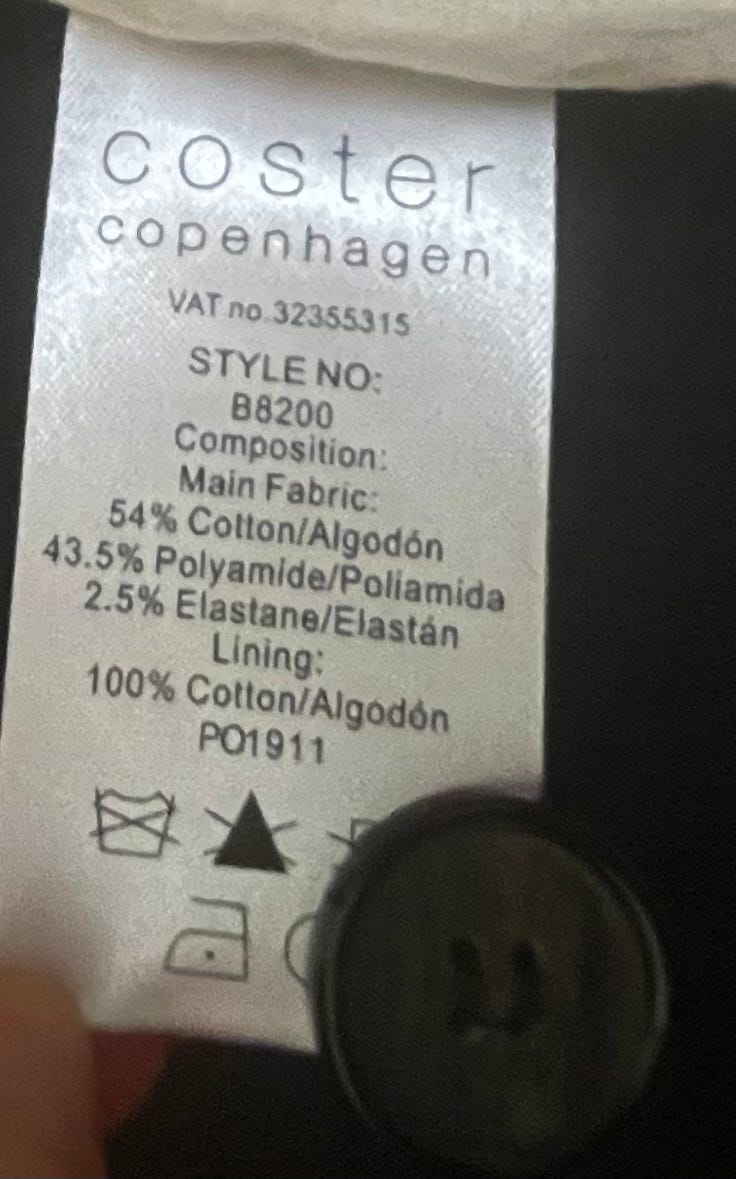 coster
copenhagen
VAT no. 32355315
STYLE NO:
B8200
Composition:
Main Fabric:
54% Cotton/Algodón
43.5% Polyamide/Poliamida
2.5% Elastane/Elastán
Lining:
100% Cotton/Algodón
PO1911